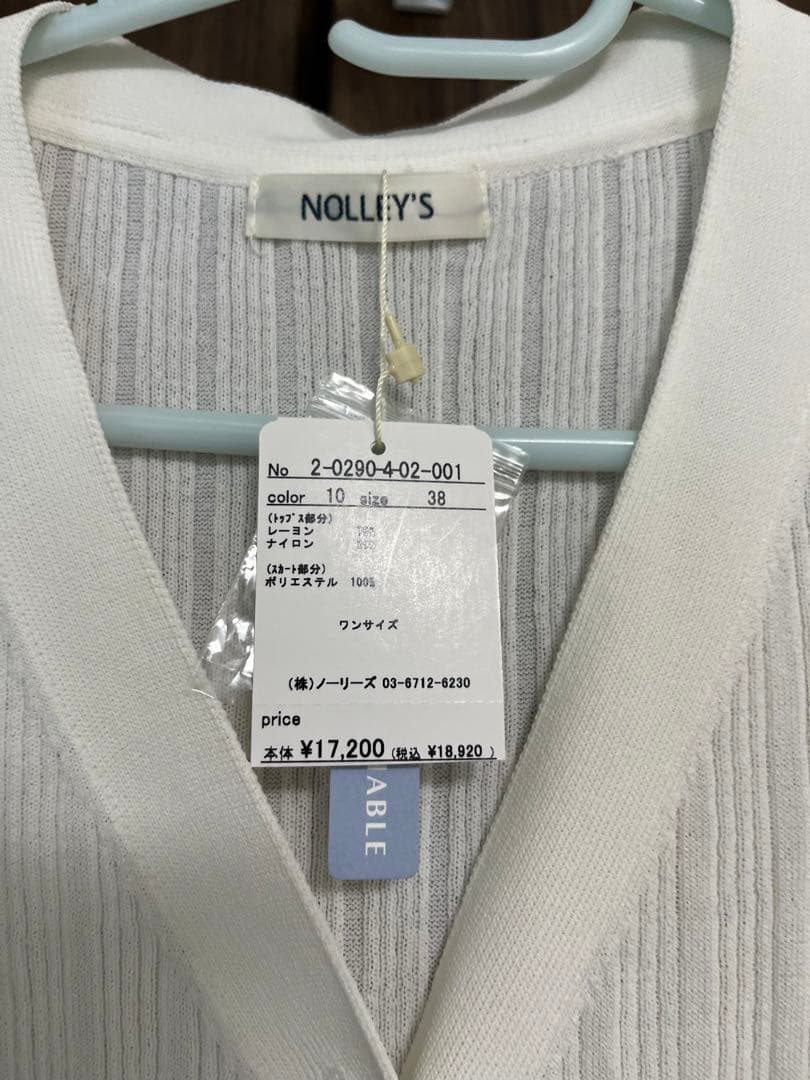 NOLLEY'S
No 2-0290-4-02-001
color 10 size 38
(ﾄｯﾌﾟｽ部分)
レーヨン
ナイロン
(ｽｶｰﾄ部分)
ポリエステル 100%
ワンサイズ
(株)ノーリーズ 03-6712-6230
price
本体 ¥17,200 (税込 ¥18,920 )
ABLE